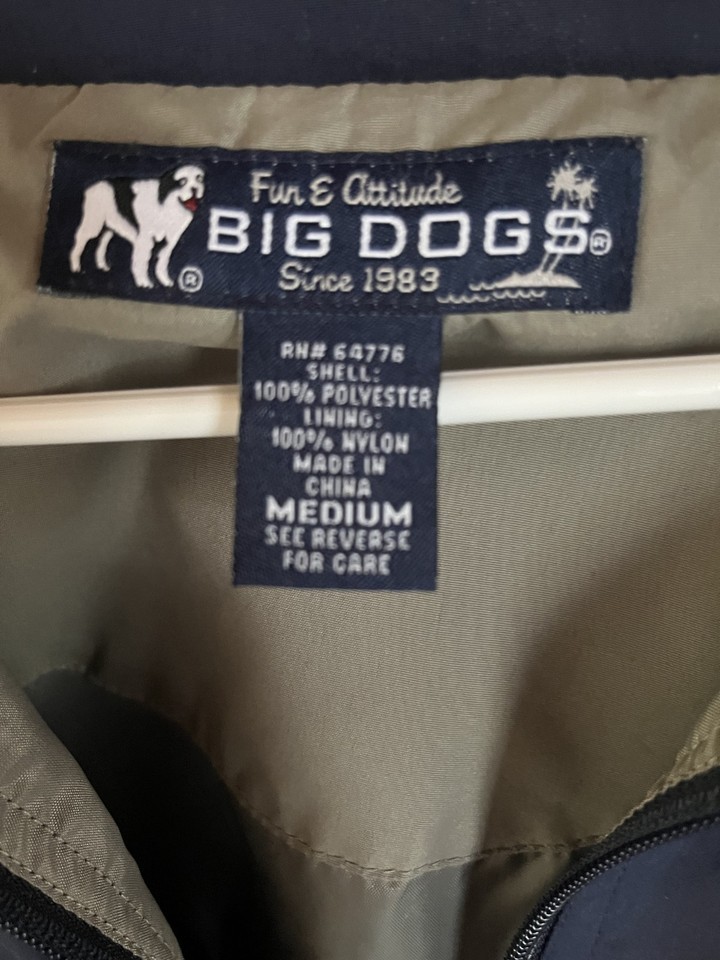 Fun & Attitude
BIG DOGS®
®
Since 1983
RN# 64776
SHELL:
100% POLYESTER
LINING:
100% NYLON
MADE IN
CHINA
MEDIUM
SEE REVERSE
FOR CARE